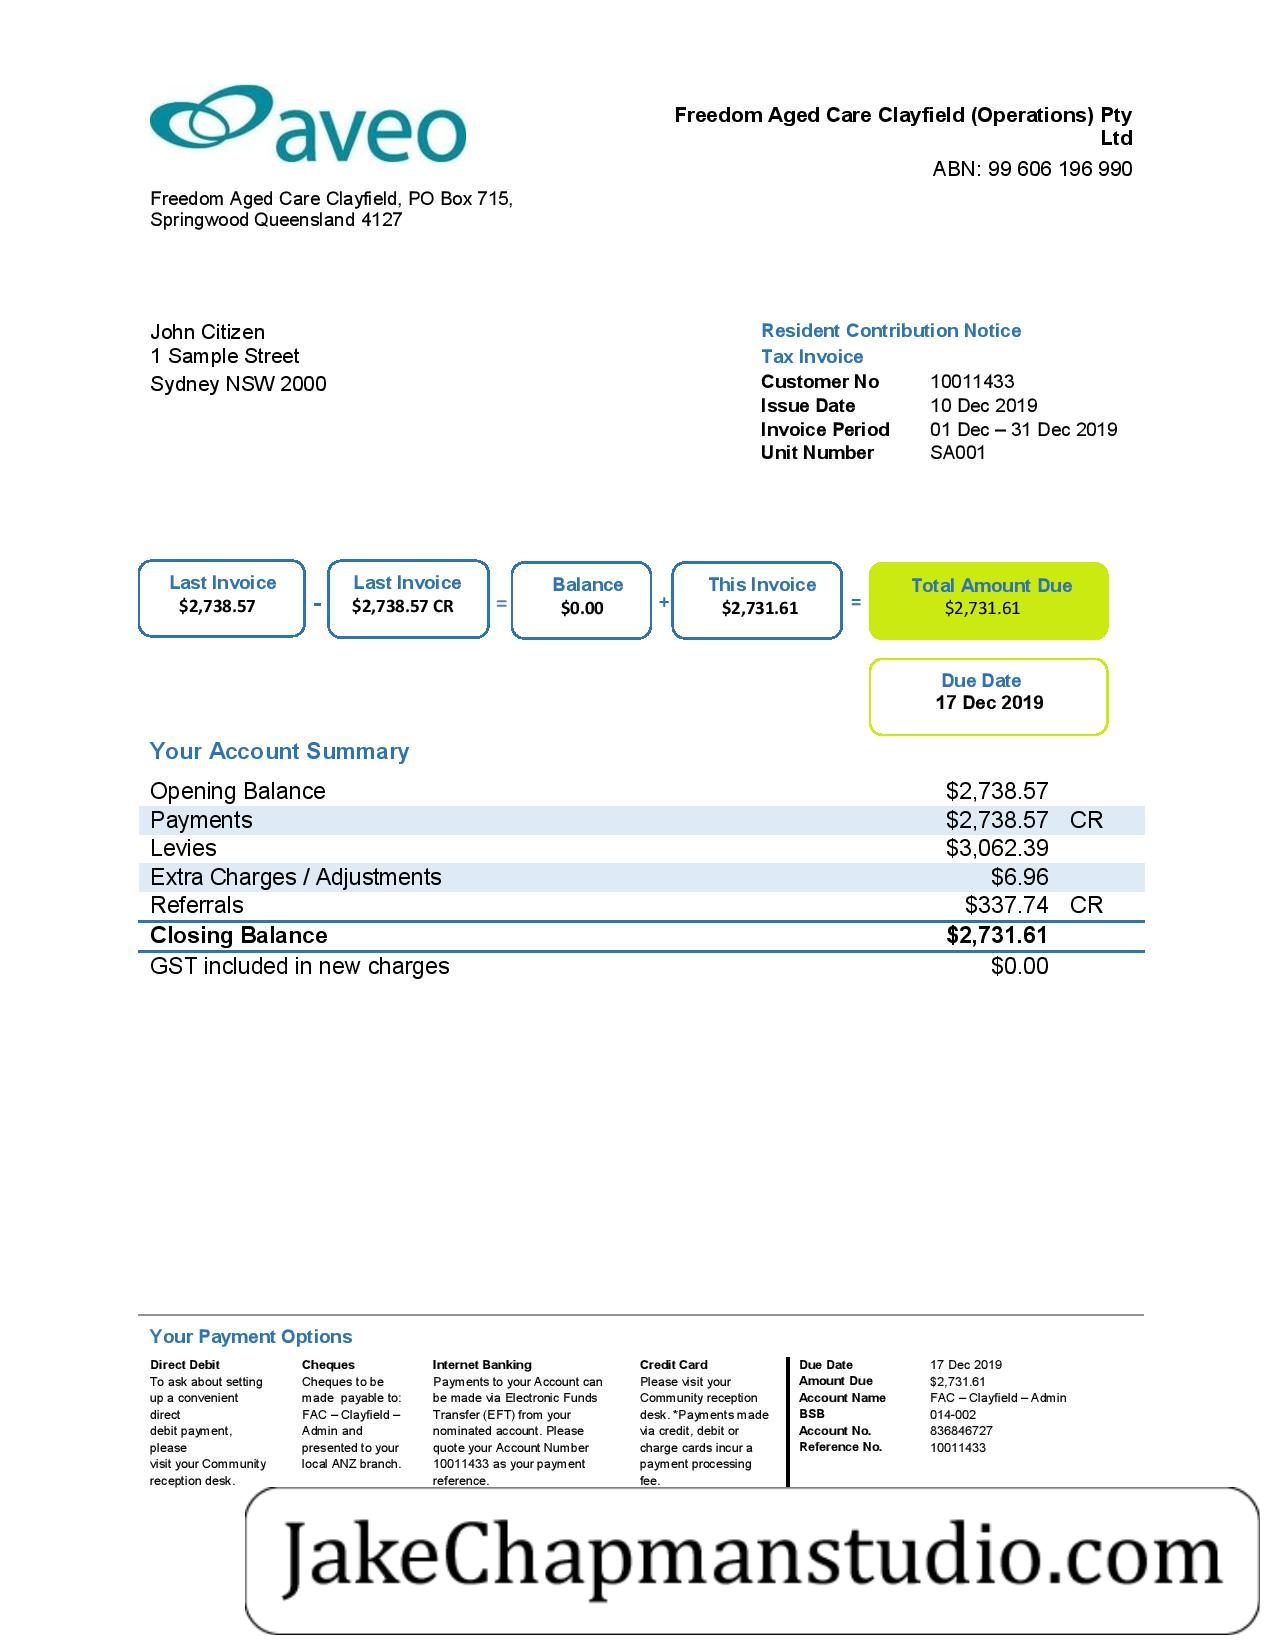 aveo
Freedom Aged Care Clayfield (Operations) Pty
Ltd
ABN: 99 606 196 990
Freedom Aged Care Clayfield, PO Box 715,
Springwood Queensland 4127
John Citizen
1 Sample Street
Sydney NSW 2000
Resident Contribution Notice
Tax Invoice
Customer No 10011433
Issue Date 10 Dec 2019
Invoice Period 01 Dec – 31 Dec 2019
Unit Number SA001
Last Invoice
$2,738.57
-
Last Invoice
$2,738.57 CR
=
Balance
$0.00
+
This Invoice
$2,731.61
=
Total Amount Due
$2,731.61
Due Date
17 Dec 2019
Your Account Summary
Opening Balance $2,738.57
Payments $2,738.57 CR
Levies $3,062.39
Extra Charges / Adjustments $6.96
Referrals $337.74 CR
Closing Balance $2,731.61
GST included in new charges $0.00
Your Payment Options
Direct Debit
To ask about setting
up a convenient
direct
debit payment,
please
visit your Community
reception desk.
Cheques
Cheques to be
made payable to:
FAC – Clayfield –
Admin and
presented to your
local ANZ branch.
Internet Banking
Payments to your Account can
be made via Electronic Funds
Transfer (EFT) from your
nominated account. Please
quote your Account Number
10011433 as your payment
reference.
Credit Card
Please visit your
Community reception
desk. *Payments made
via credit, debit or
charge cards incur a
payment processing
fee.
Due Date 17 Dec 2019
Amount Due $2,731.61
Account Name FAC – Clayfield – Admin
BSB 014-002
Account No. 836846727
Reference No. 10011433
JakeChapmanstudio.com